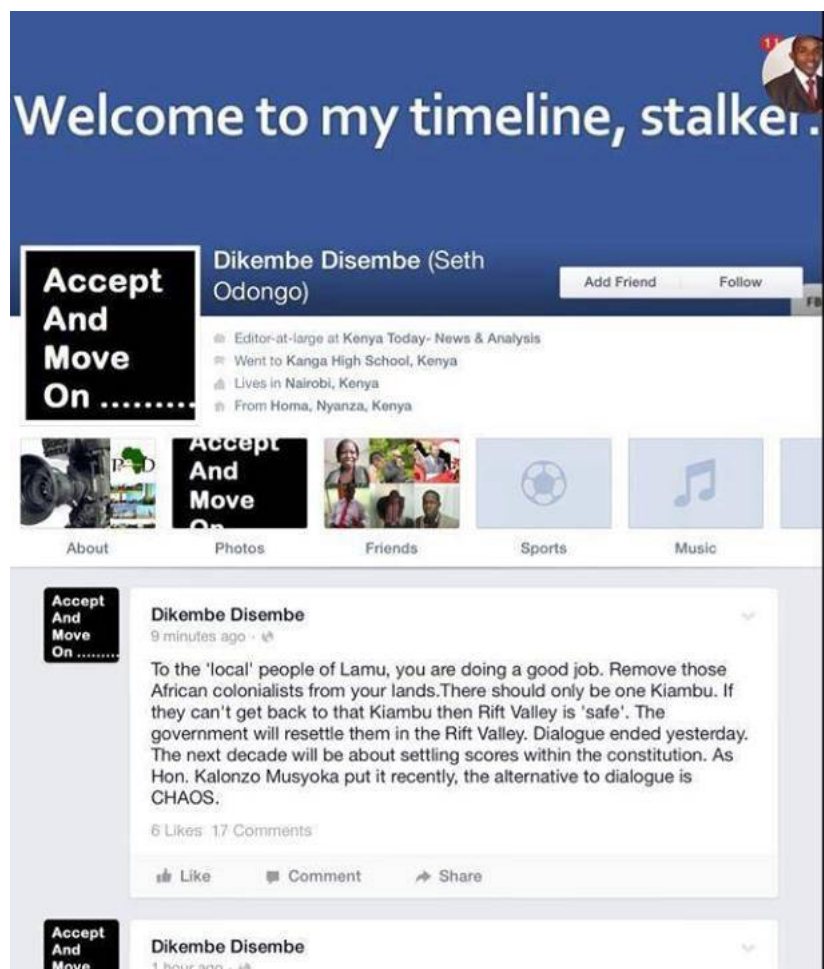 11
Welcome to my timeline, stalker.
Accept
And
Move
On .........
Dikembe Disembe (Seth
Odongo)
Add Friend
Follow
FB
Editor-at-large at Kenya Today- News & Analysis
Went to Kanga High School, Kenya
Lives in Nairobi, Kenya
From Homa, Nyanza, Kenya
Accept
And
Move
On
About
Photos
Friends
Sports
Music
Accept
And
Move
On .........
Dikembe Disembe
9 minutes ago
To the 'local' people of Lamu, you are doing a good job. Remove those
African colonialists from your lands.There should only be one Kiambu. If
they can't get back to that Kiambu then Rift Valley is 'safe'. The
government will resettle them in the Rift Valley. Dialogue ended yesterday.
The next decade will be about settling scores within the constitution. As
Hon. Kalonzo Musyoka put it recently, the alternative to dialogue is
CHAOS.
6 Likes 17 Comments
Like
Comment
Share
Accept
And
Move
Dikembe Disembe
1 hour ago